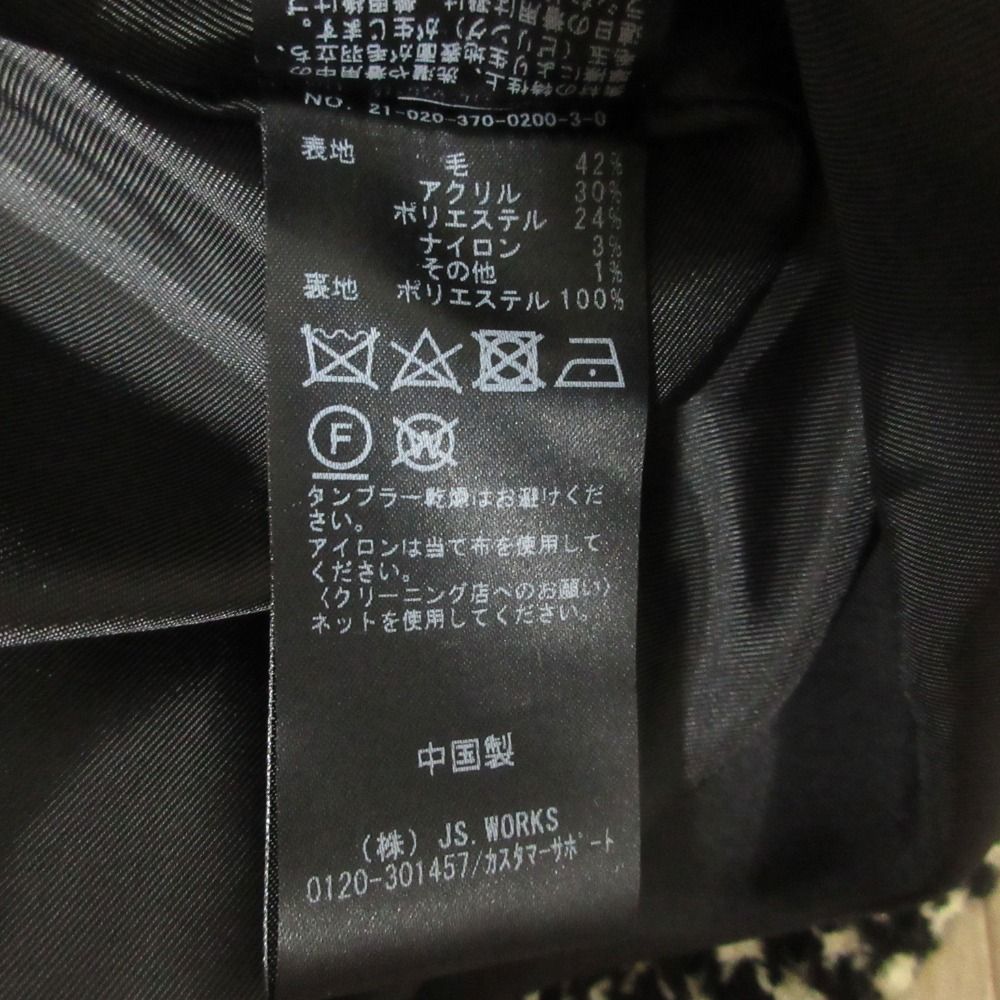 NO. 21-020-370-0200-3-0
表地 毛 42%
アクリル 30%
ポリエステル 24%
ナイロン 3%
その他 1%
裏地 ポリエステル 100%
F W
タンブラー乾燥はお避けくだ
さい。
アイロンは当て布を使用して
ください。
〈クリーニング店へのお願い〉
ネットを使用してください。
中国製
(株) JS.WORKS
0120-301457/カスタマーサポート